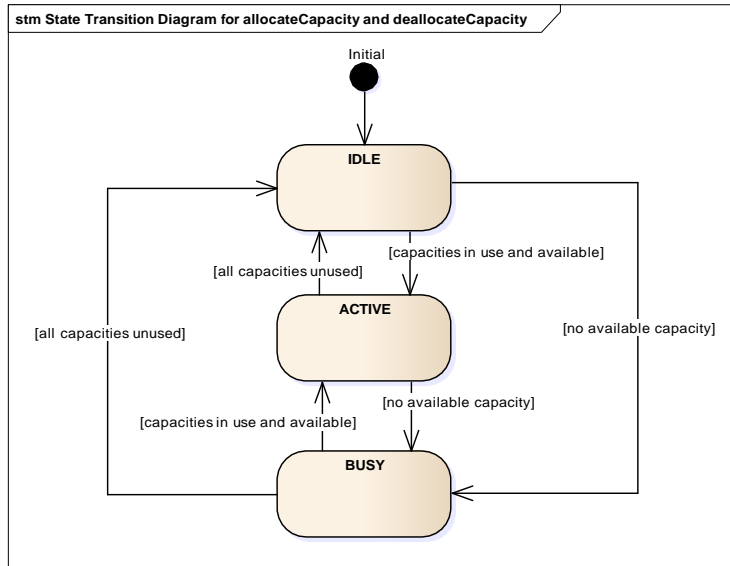 stm State Transition Diagram for allocateCapacity and deallocateCapacity
Initial
IDLE
[capacities in use and available]
[all capacities unused]
ACTIVE
[no available capacity]
[all capacities unused]
[no available capacity]
[capacities in use and available]
BUSY